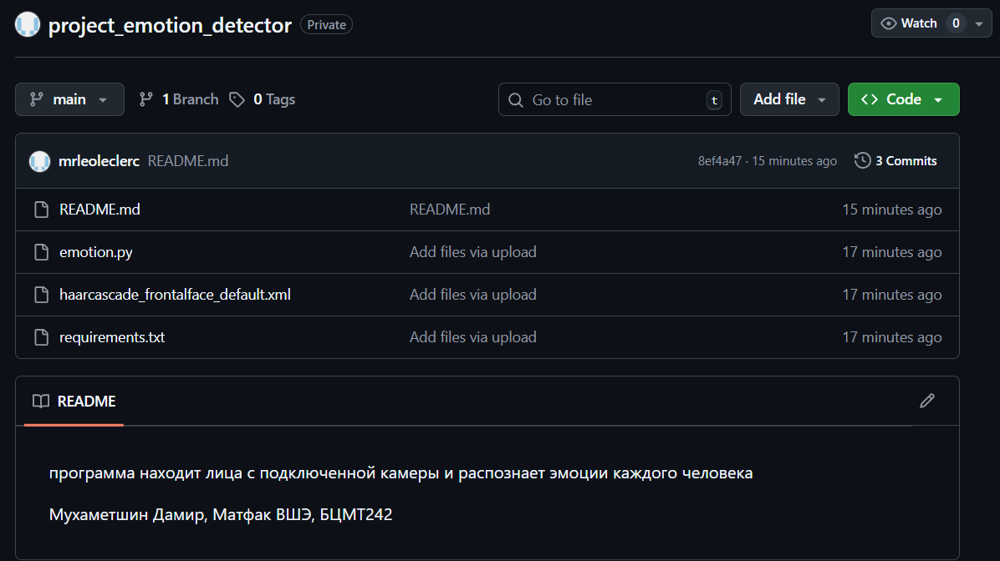 project_emotion_detector Private Watch 0
main 1 Branch 0 Tags Go to file t Add file Code
mrleoleclerc README.md 8ef4a47 · 15 minutes ago 3 Commits
README.md README.md 15 minutes ago
emotion.py Add files via upload 17 minutes ago
haarcascade_frontalface_default.xml Add files via upload 17 minutes ago
requirements.txt Add files via upload 17 minutes ago
README
программа находит лица с подключенной камеры и распознает эмоции каждого человека
Мухаметшин Дамир, Матфак ВШЭ, БЦМТ242